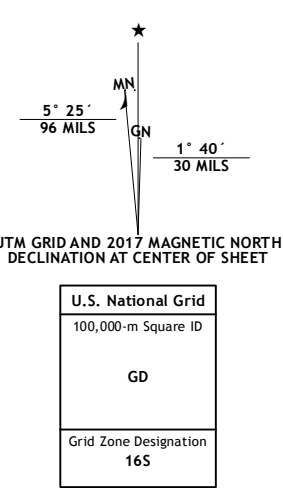 MN
GN
5° 25´
96 MILS
1° 40´
30 MILS
UTM GRID AND 2017 MAGNETIC NORTH
DECLINATION AT CENTER OF SHEET
U.S. National Grid
100,000-m Square ID
GD
Grid Zone Designation
16S